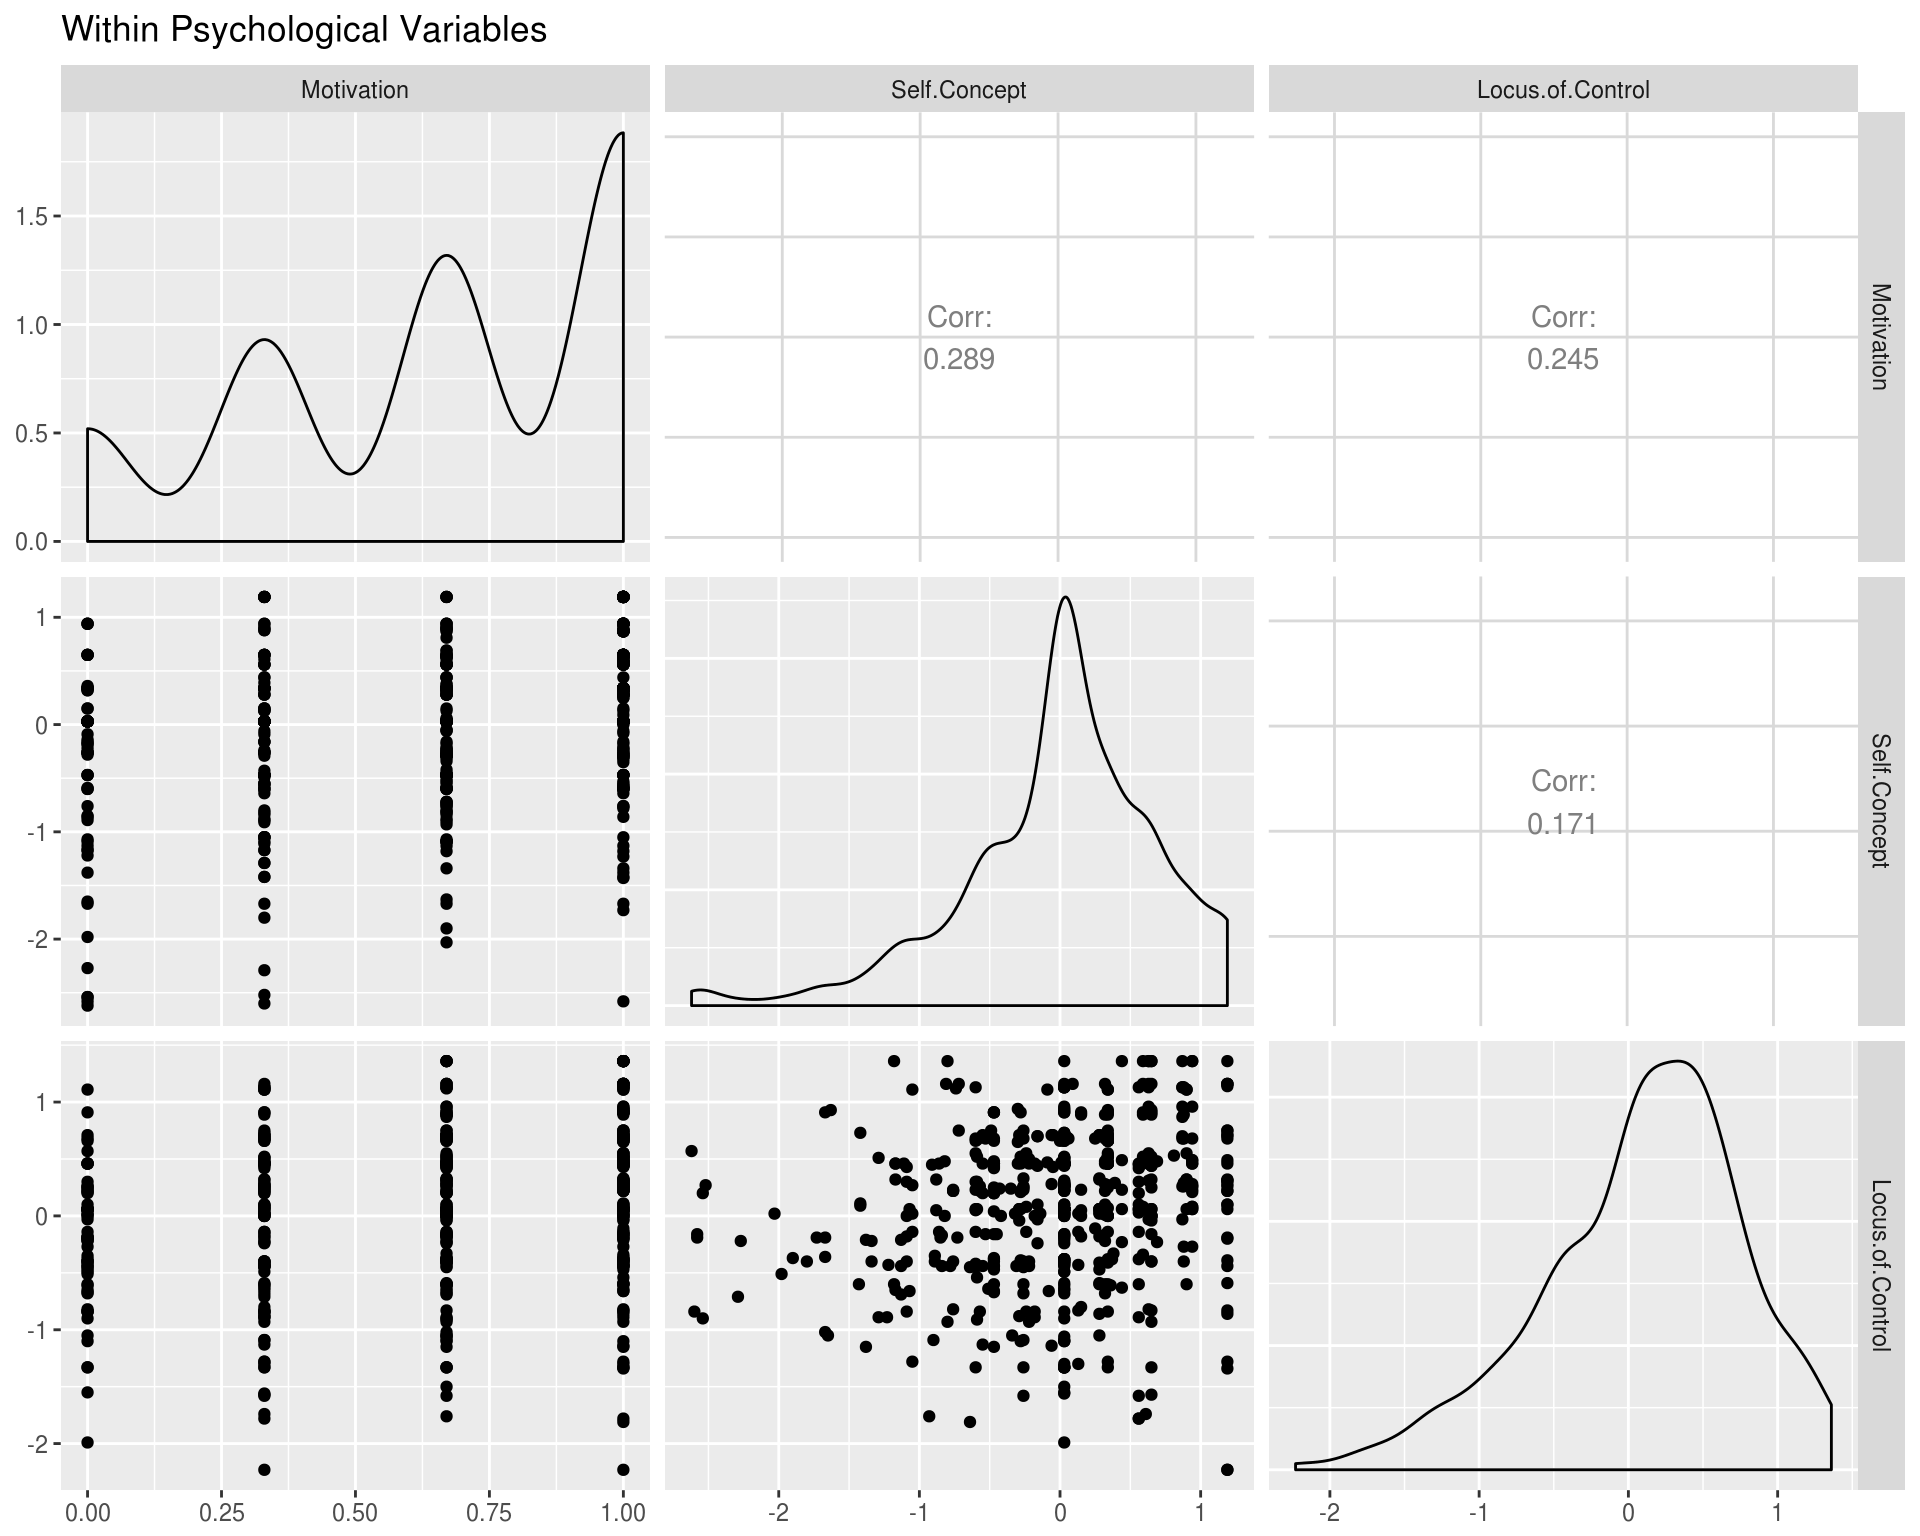 Within Psychological Variables
Motivation
Self.Concept
Locus.of.Control
1.5
1.0
0.5
0.0
Corr:
0.289
Corr:
0.245
Motivation
1
0
-1
-2
Corr:
0.171
Self.Concept
1
0
-1
-2
Locus.of.Control
0.00 0.25 0.50 0.75 1.00
-2 -1 0 1
-2 -1 0 1